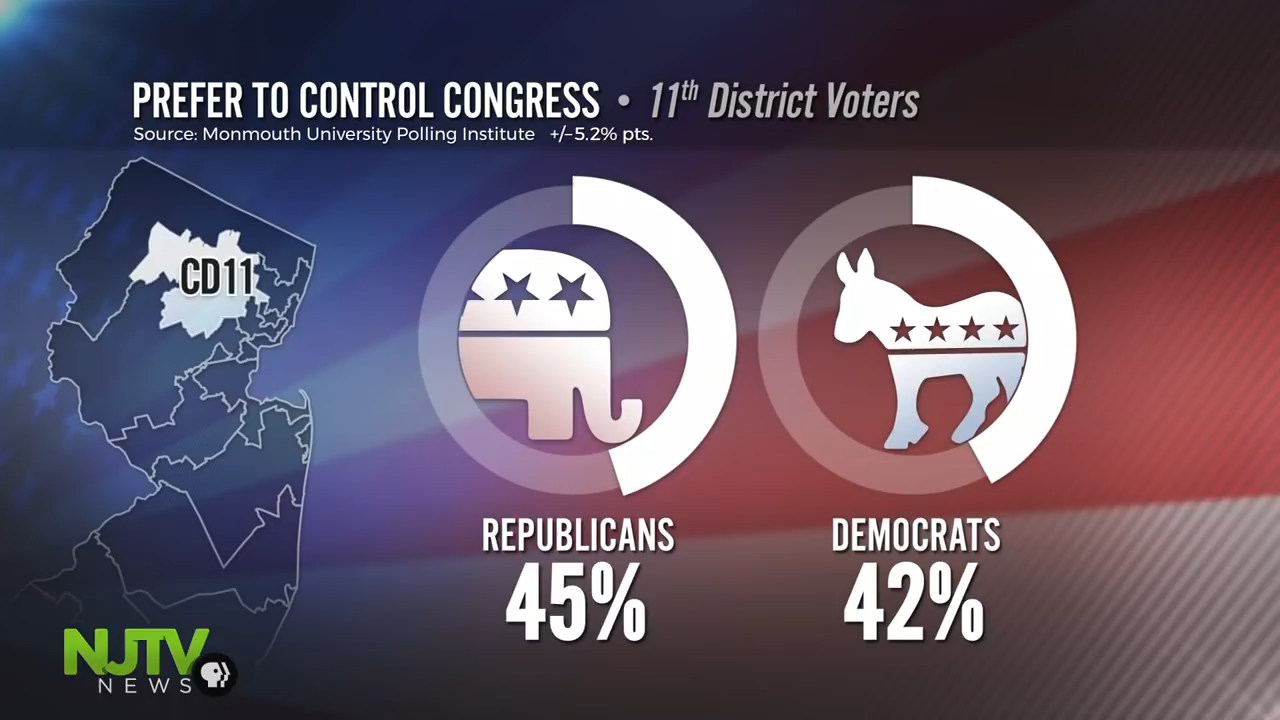 PREFER TO CONTROL CONGRESS • 11th District Voters
Source: Monmouth University Polling Institute +/-5.2% pts.
CD11
REPUBLICANS
45%
DEMOCRATS
42%
NJTV
NEWS